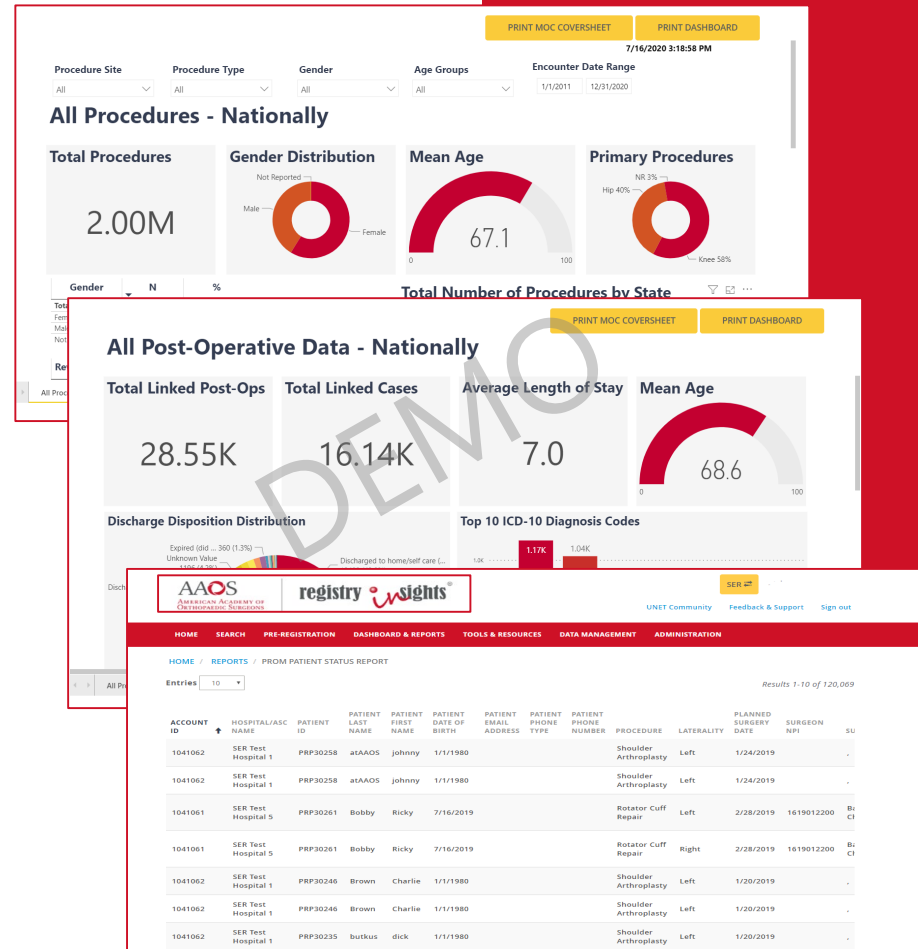 PRINT MOC COVERSHEET PRINT DASHBOARD
7/16/2020 3:18:58 PM
Procedure Site Procedure Type Gender Age Groups Encounter Date Range
All All All All 1/1/2011 12/31/2020
All Procedures - Nationally
Total Procedures Gender Distribution Mean Age Primary Procedures
Not Reported NR 3%
Hip 40%
Male
2.00M Female 67.1
Knee 58%
0 100
Gender N %
Total Number of Procedures by State
PRINT MOC COVERSHEET PRINT DASHBOARD
All Post-Operative Data - Nationally
DEMO
Total Linked Post-Ops Total Linked Cases Average Length of Stay Mean Age
28.55K 16.14K 7.0 68.6
0 100
Discharge Disposition Distribution Top 10 ICD-10 Diagnosis Codes
Expired (did ... 360 (1.3%) 1.17K 1.04K
Unknown Value
Discharged to home/self care (... 1.0K
AAOS registry insights® SER
AMERICAN ACADEMY OF
ORTHOPAEDIC SURGEONS
UNET Community Feedback & Support Sign out
HOME SEARCH PRE-REGISTRATION DASHBOARD & REPORTS TOOLS & RESOURCES DATA MANAGEMENT ADMINISTRATION
HOME / REPORTS / PROM PATIENT STATUS REPORT
Entries 10 Results 1-10 of 120,069
ACCOUNT ID HOSPITAL/ASC NAME PATIENT ID PATIENT LAST NAME PATIENT FIRST NAME PATIENT DATE OF BIRTH PATIENT EMAIL ADDRESS PATIENT PHONE TYPE PATIENT PHONE NUMBER PROCEDURE LATERALITY PLANNED SURGERY DATE SURGEON NPI
1041062 SER Test Hospital 1 PRP30258 atAAOS johnny 1/1/1980 Shoulder Arthroplasty Left 1/24/2019 ,
1041062 SER Test Hospital 1 PRP30258 atAAOS johnny 1/1/1980 Shoulder Arthroplasty Left 1/24/2019 ,
1041061 SER Test Hospital 5 PRP30261 Bobby Ricky 7/16/2019 Rotator Cuff Repair Left 2/28/2019 1619012200
1041061 SER Test Hospital 5 PRP30261 Bobby Ricky 7/16/2019 Rotator Cuff Repair Right 2/28/2019 1619012200
1041062 SER Test Hospital 1 PRP30246 Brown Charlie 1/1/1980 Shoulder Arthroplasty Left 1/20/2019 ,
1041062 SER Test Hospital 1 PRP30246 Brown Charlie 1/1/1980 Shoulder Arthroplasty Left 1/20/2019 ,
1041062 SER Test Hospital 1 PRP30235 butkus dick 1/1/1980 Shoulder Arthroplasty Left 1/20/2019 ,